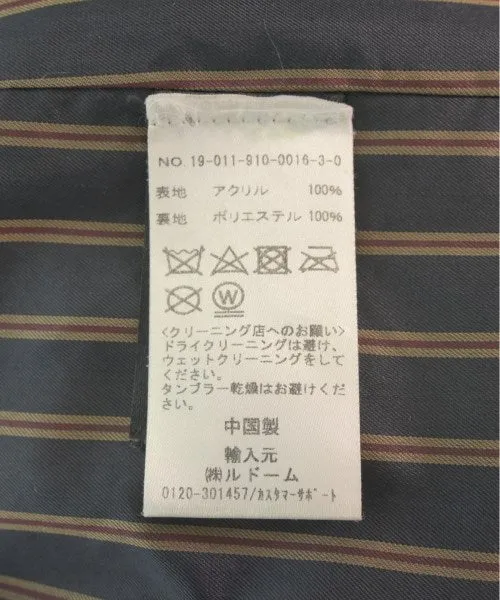 NO. 19-011-910-0016-3-0
表地 アクリル 100%
裏地 ポリエステル 100%
W
<クリーニング店へのお願い>
ドライクリーニングは避け、
ウェットクリーニングをして
ください。
タンブラー乾燥はお避けくだ
さい。
中国製
輸入元
㈱ルドーム
0120-301457/カスタマーサポート